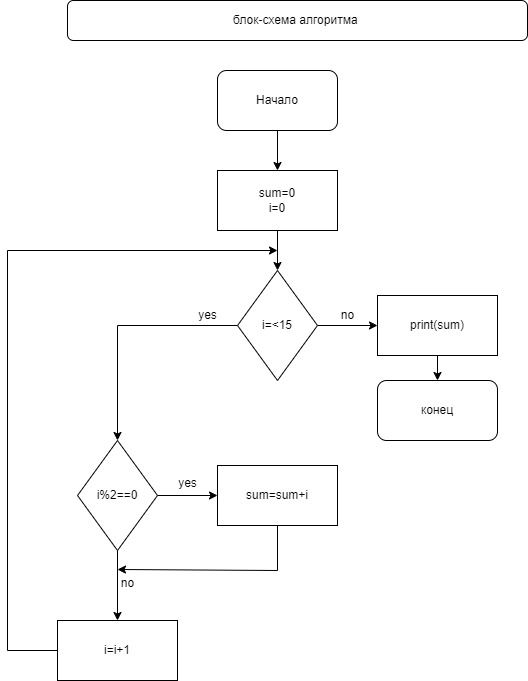 блок-схема алгоритма
Начало
sum=0
i=0
i=<15
yes
no
print(sum)
конец
i%2==0
yes
sum=sum+i
no
i=i+1